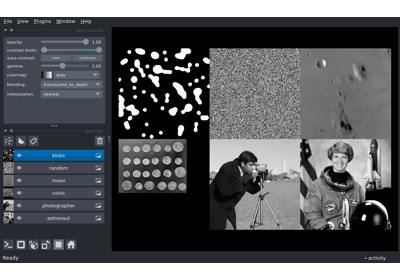 File View Plugins Window Help
opacity: 1.00
contrast limits:
auto-contrast: once continuous
gamma: 1.00
colormap: gray
blending: translucent_no_depth
interpolation: nearest
blobs
random
moon
coins
photographer
astronaut
Ready
activity